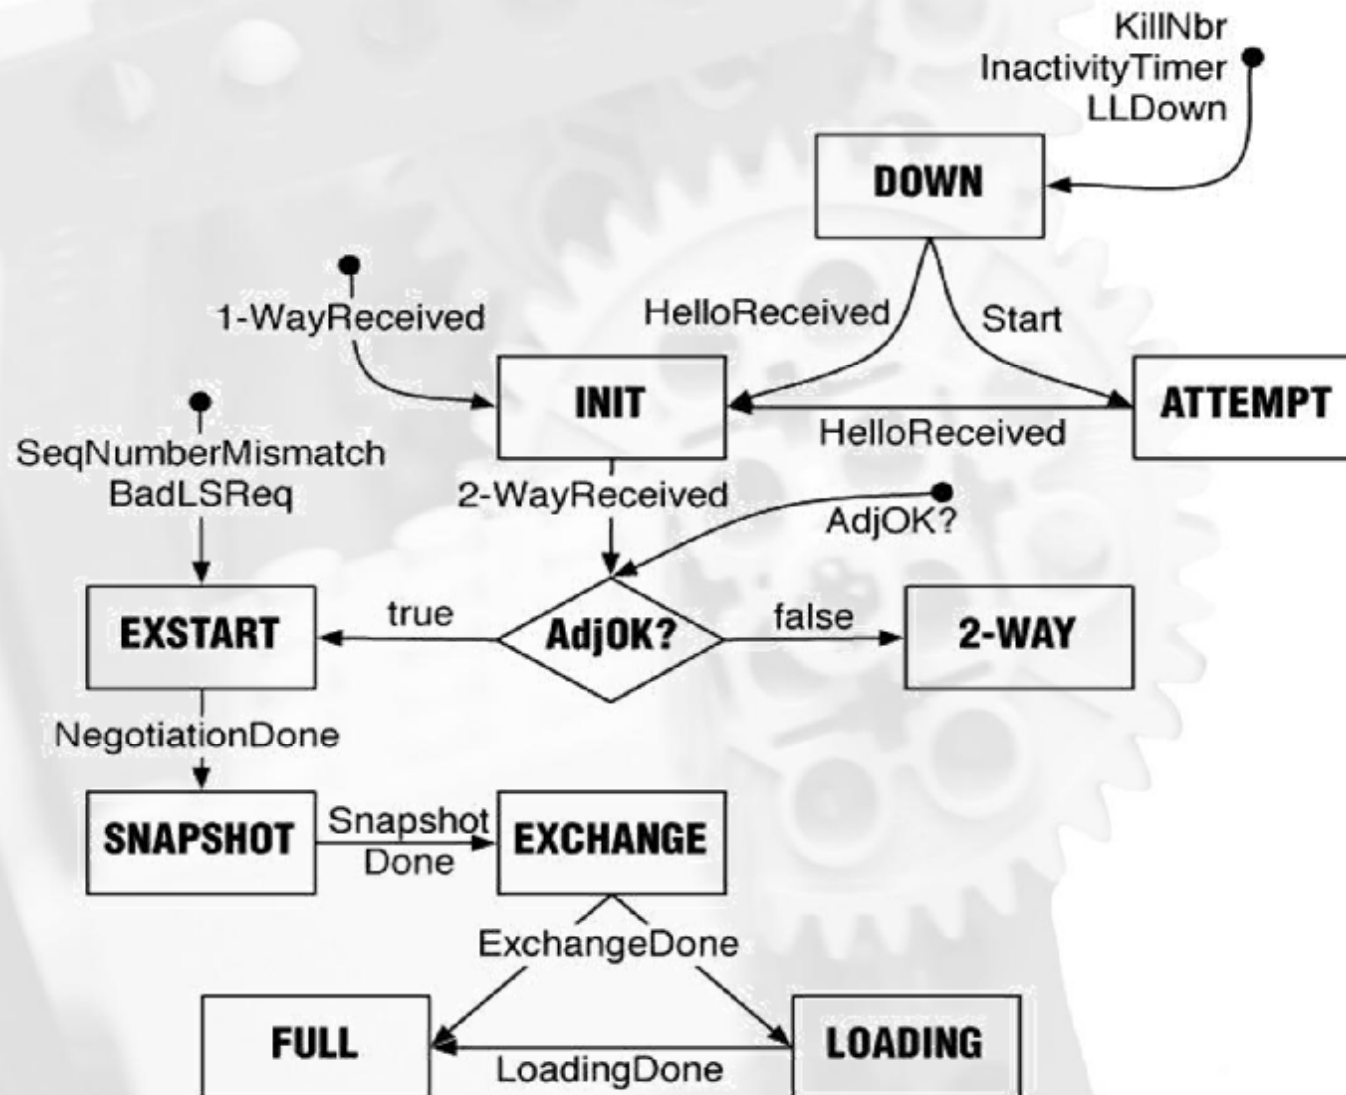 KillNbr
InactivityTimer
LLDown
DOWN
1-WayReceived
HelloReceived
Start
INIT
ATTEMPT
HelloReceived
SeqNumberMismatch
BadLSReq
2-WayReceived
AdjOK?
EXSTART
true
AdjOK?
false
2-WAY
NegotiationDone
SNAPSHOT
Snapshot
Done
EXCHANGE
ExchangeDone
FULL
LOADING
LoadingDone